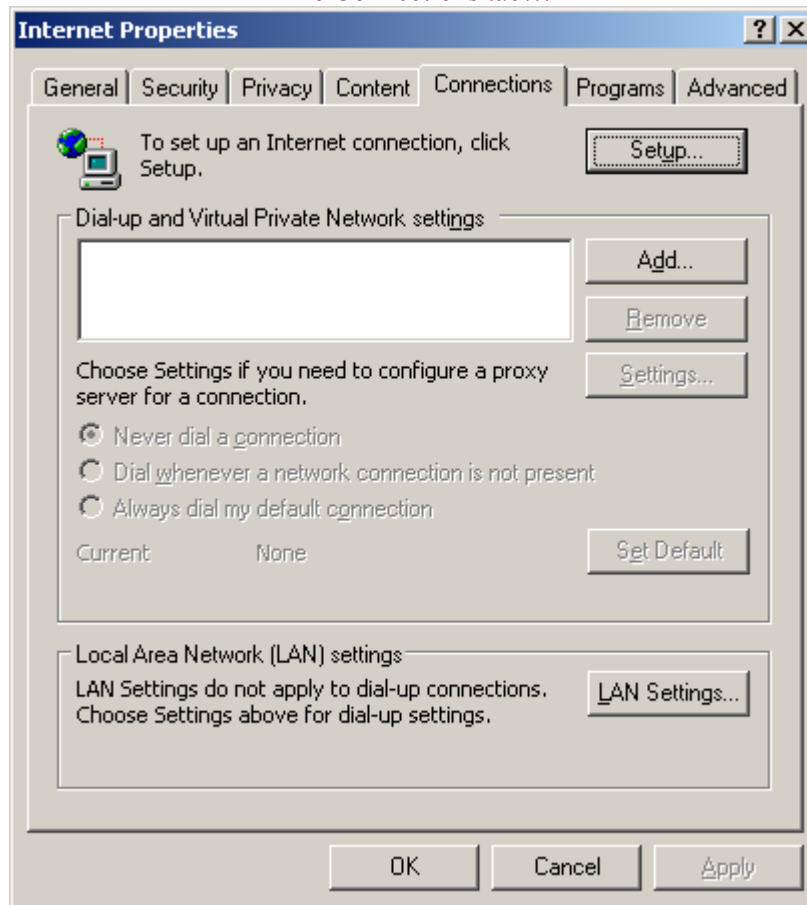 Internet Properties
? X
General Security Privacy Content Connections Programs Advanced
To set up an Internet connection, click
Setup.
Setup...
Dial-up and Virtual Private Network settings
Add...
Remove
Choose Settings if you need to configure a proxy
server for a connection.
Settings...
Never dial a connection
Dial whenever a network connection is not present
Always dial my default connection
Current None
Set Default
Local Area Network (LAN) settings
LAN Settings do not apply to dial-up connections.
Choose Settings above for dial-up settings.
LAN Settings...
OK Cancel Apply